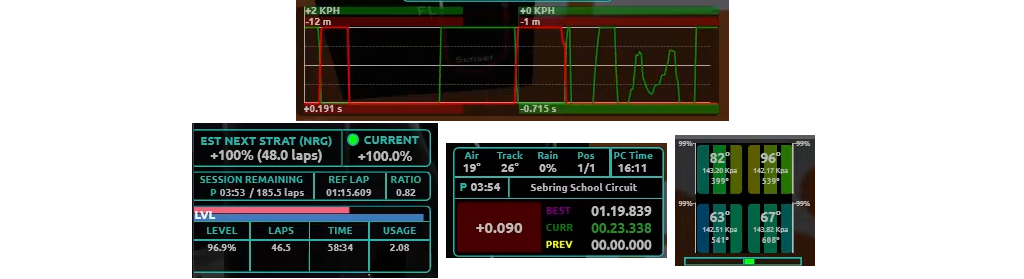 FL:
+2 KPH +0 KPH
-12 m -1 m
+0.191 s -0.715 s
EST NEXT STRAT (NRG) CURRENT
+100% (48.0 laps) +100.0%
SESSION REMAINING REF LAP RATIO
P 03:53 / 185.5 laps 01:15.609 0.82
LVL
LEVEL LAPS TIME USAGE
96.9% 46.5 58:34 2.08
Air Track Rain Pos PC Time
19° 26° 0% 1/1 16:11
P 03:54 Sebring School Circuit
+0.090
BEST 01.19.839
CURR 00.23.338
PREV 00.00.000
99% 82° 96° 99%
143.20 Kpa 142.17 Kpa
399° 539°
99% 63° 67° 99%
142.51 Kpa 143.82 Kpa
541° 608°